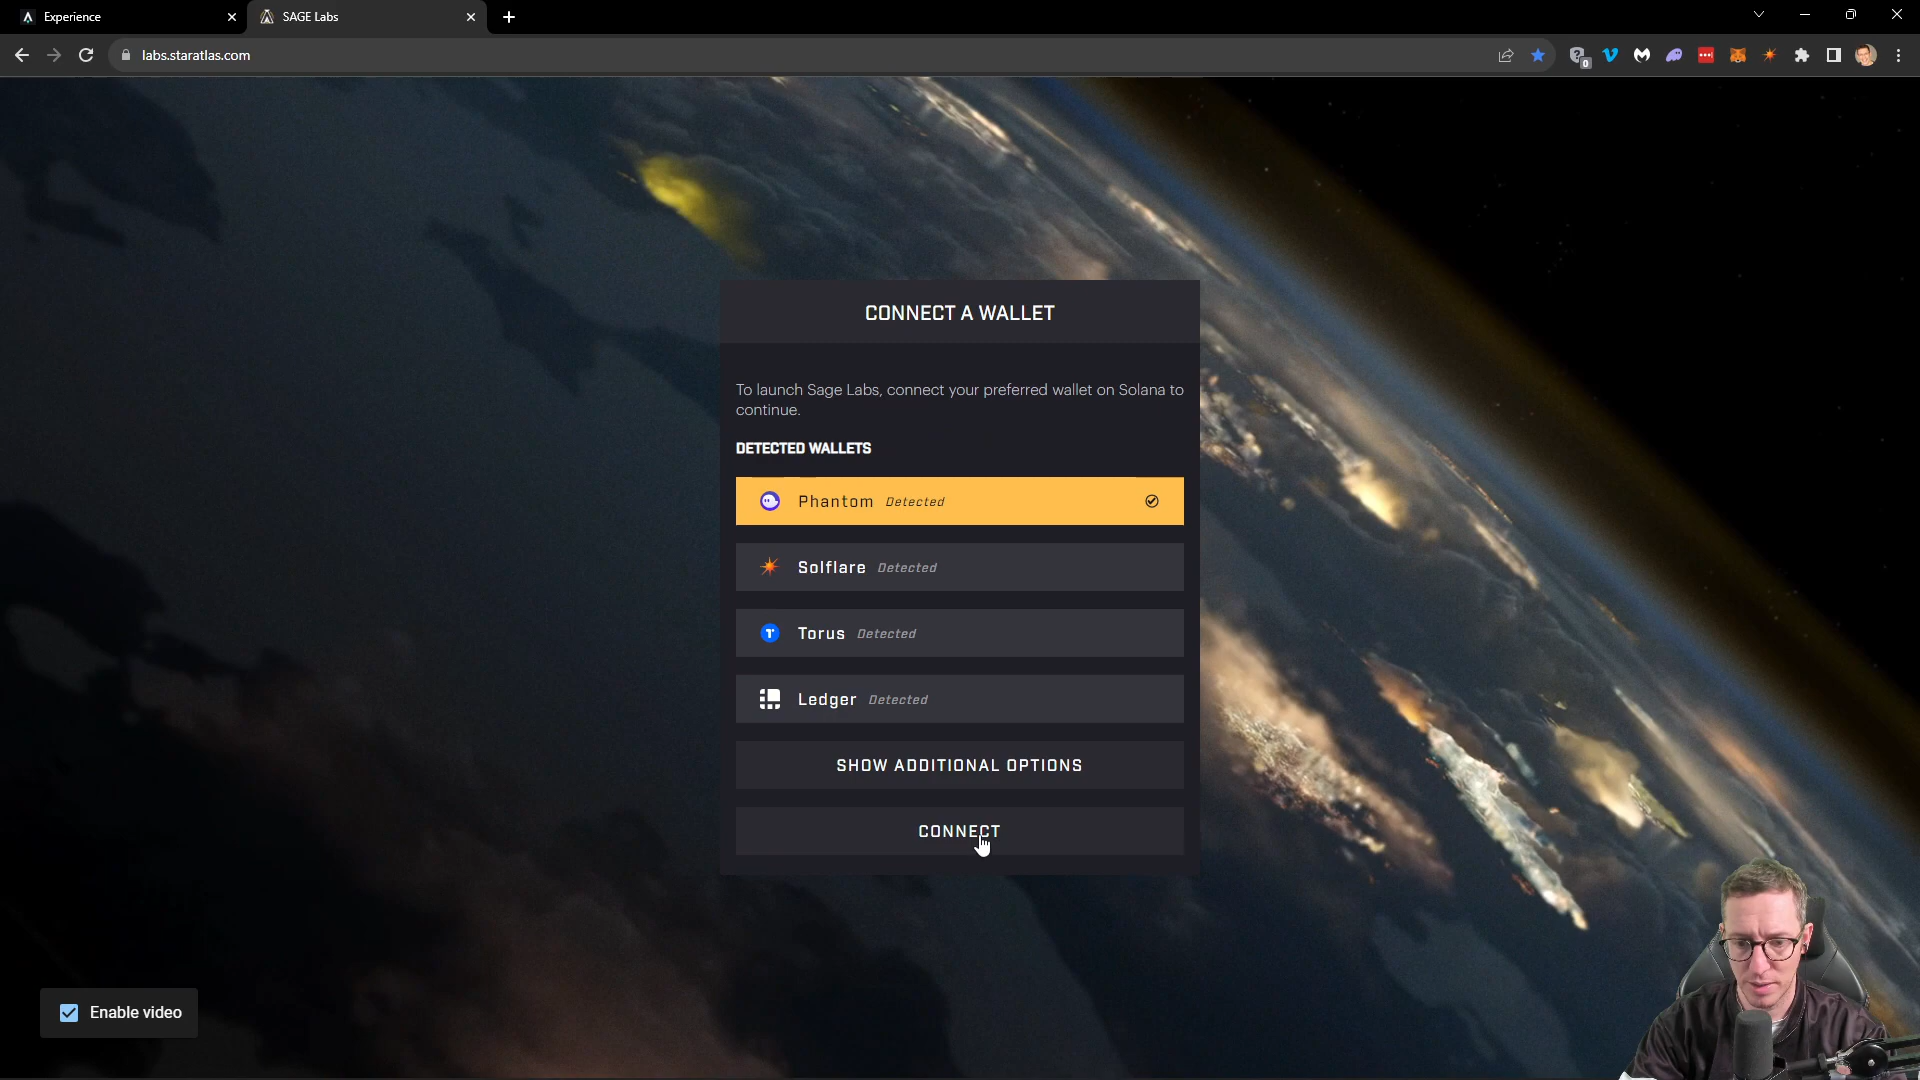 Experience
SAGE Labs
labs.staratlas.com
0
CONNECT A WALLET
To launch Sage Labs, connect your preferred wallet on Solana to
continue.
DETECTED WALLETS
Phantom Detected
Solflare Detected
T Torus Detected
Ledger Detected
SHOW ADDITIONAL OPTIONS
CONNECT
Enable video